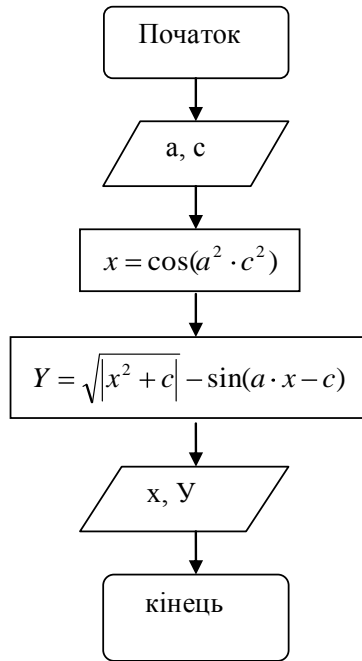 Початок
а, с
x = cos(a² · c²)
Y = √|x² + c| − sin(a · x − c)
х, У
кінець